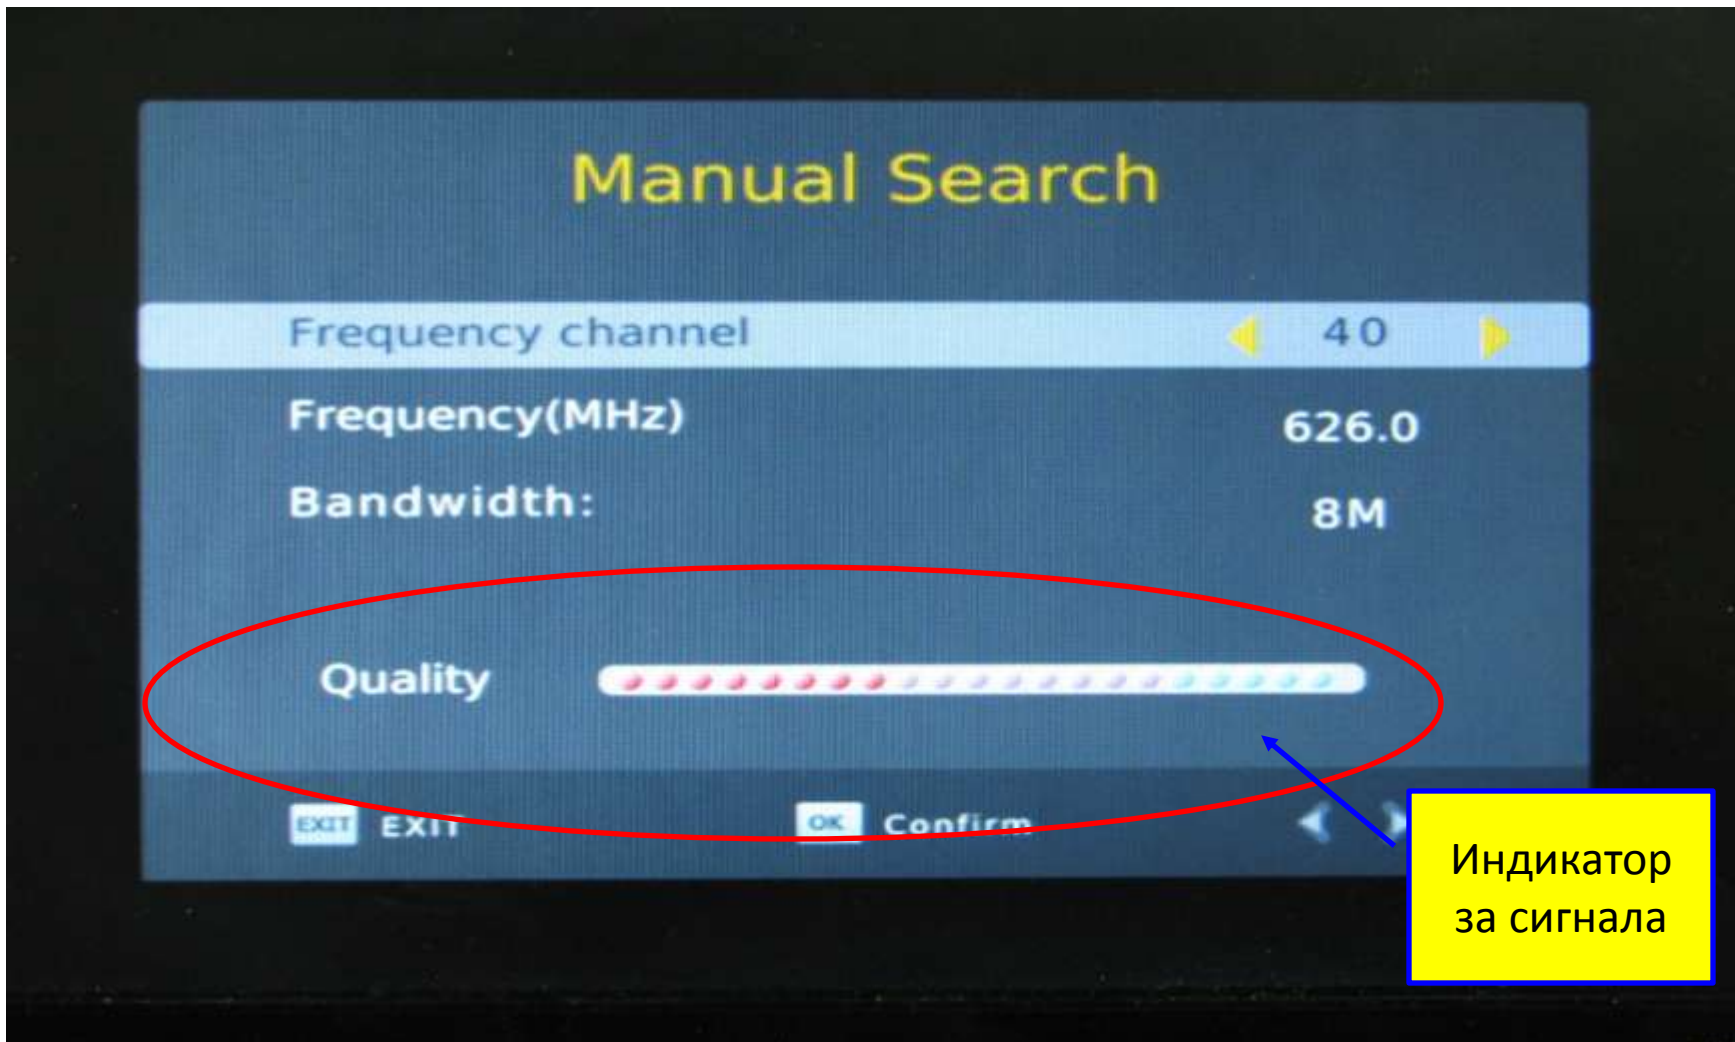 Manual Search
Frequency channel 40
Frequency(MHz) 626.0
Bandwidth: 8M
Quality
EXIT EXIT OK Confirm
Индикатор
за сигнала